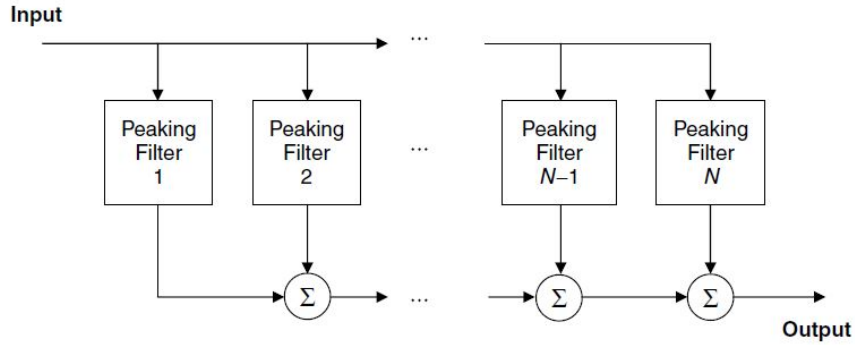 Input
...
Peaking
Filter
1
Peaking
Filter
2
...
Peaking
Filter
N–1
Peaking
Filter
N
Σ
...
Σ
Σ
Output